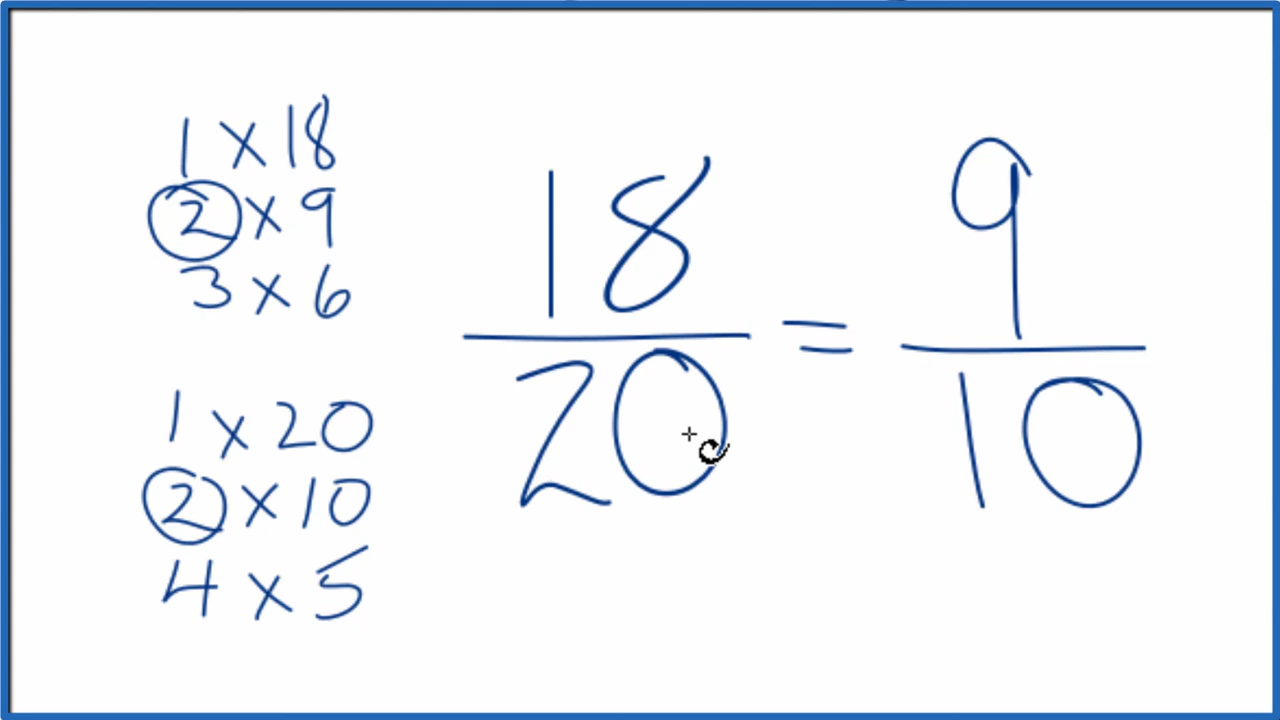 1 x 18
2 x 9
3 x 6
1 x 20
2 x 10
4 x 5
18/20 = 9/10